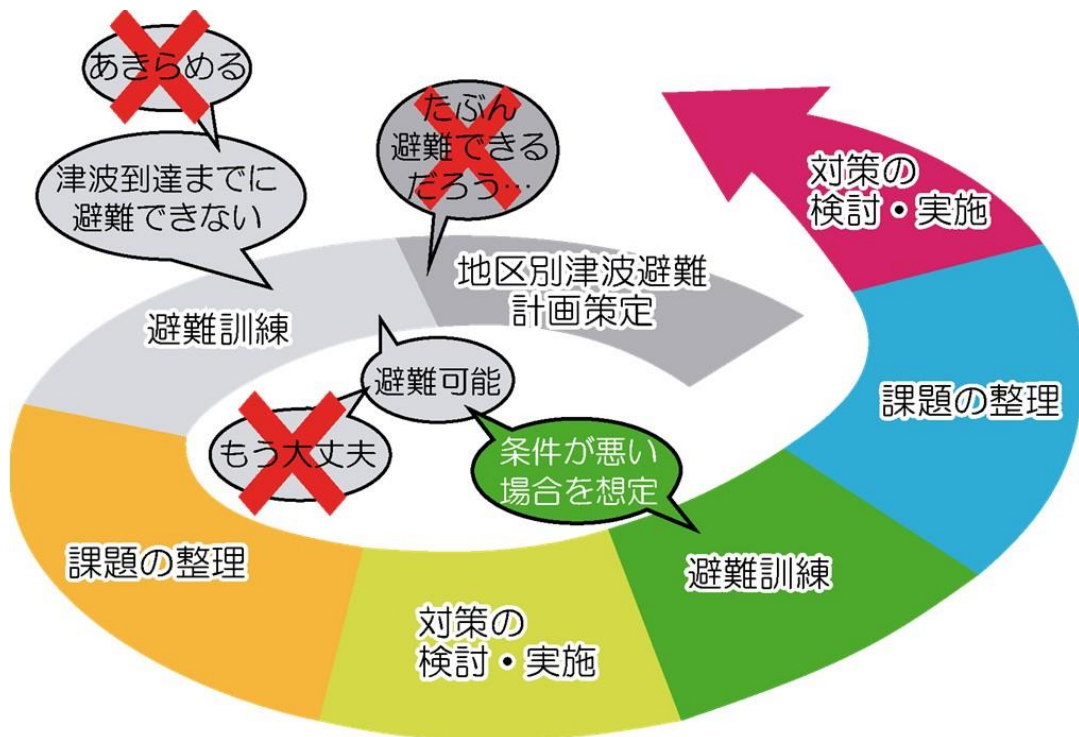 あきらめる
津波到達までに
避難できない
たぶん
避難できる
だろう…
対策の
検討・実施
地区別津波避難
計画策定
避難訓練
避難可能
もう大丈夫
条件が悪い
場合を想定
課題の整理
課題の整理
対策の
検討・実施
避難訓練